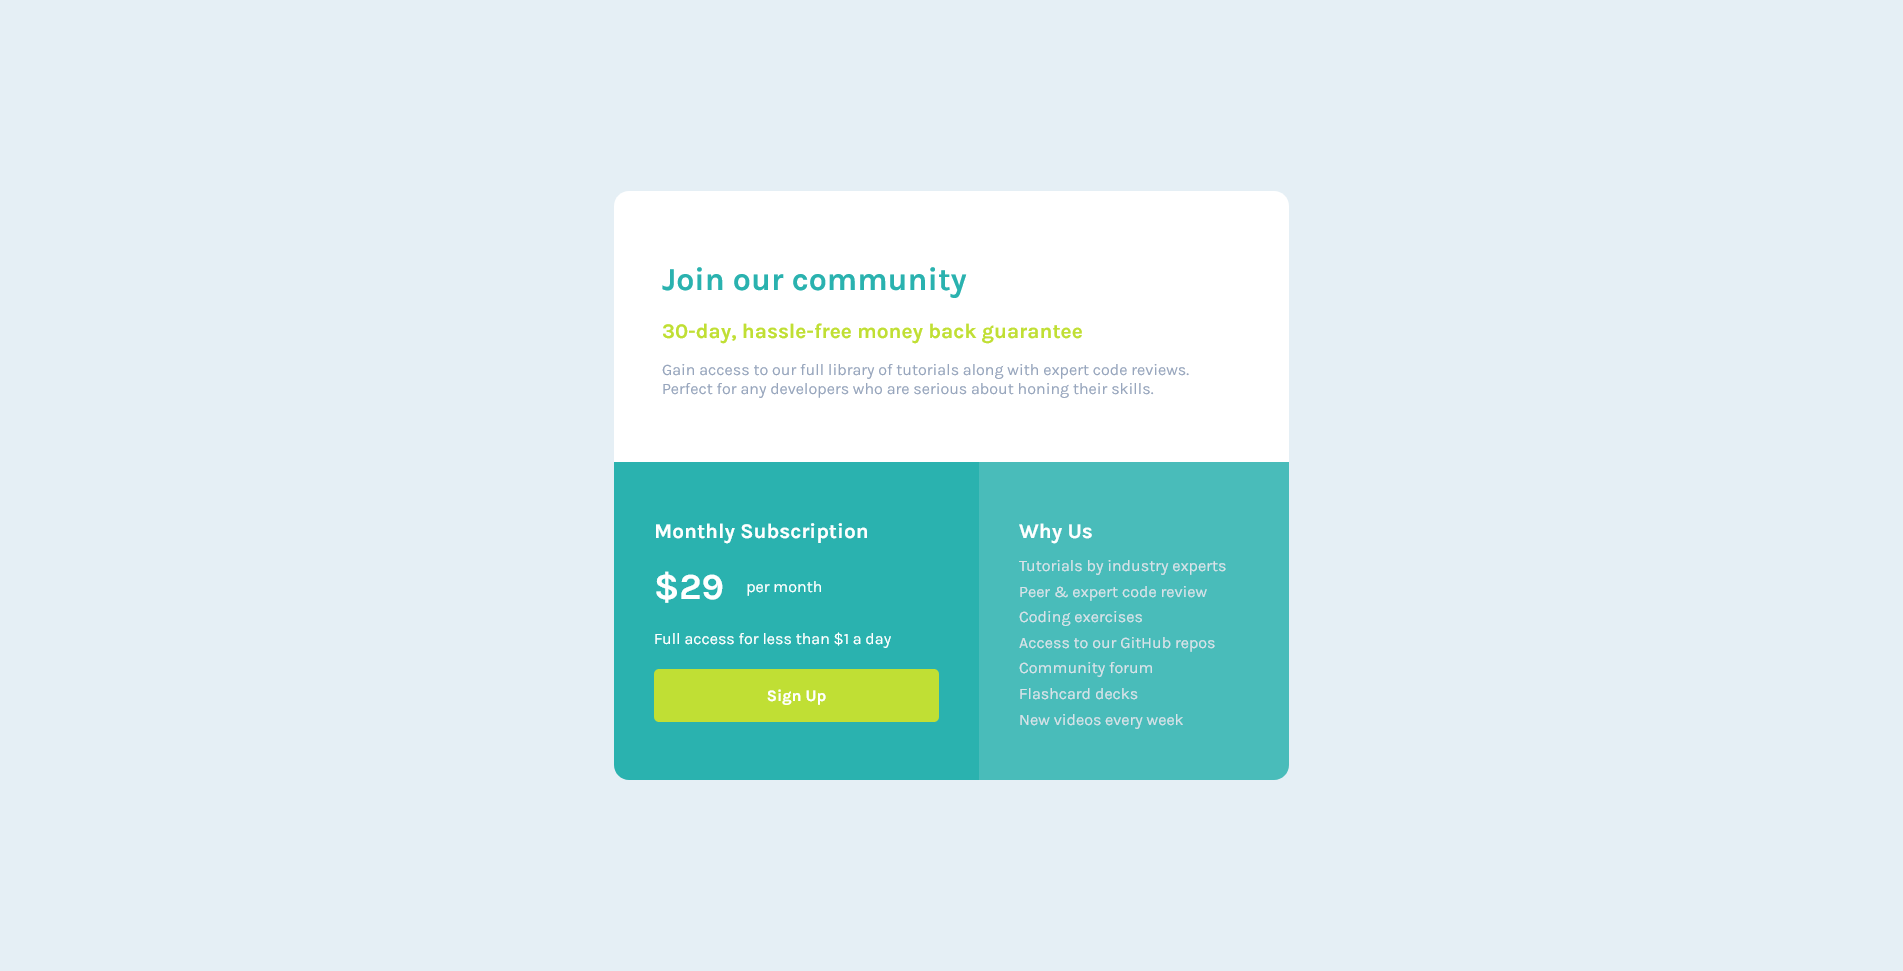 Join our community
30-day, hassle-free money back guarantee
Gain access to our full library of tutorials along with expert code reviews.
Perfect for any developers who are serious about honing their skills.
Monthly Subscription
$29 per month
Full access for less than $1 a day
Sign Up
Why Us
Tutorials by industry experts
Peer & expert code review
Coding exercises
Access to our GitHub repos
Community forum
Flashcard decks
New videos every week